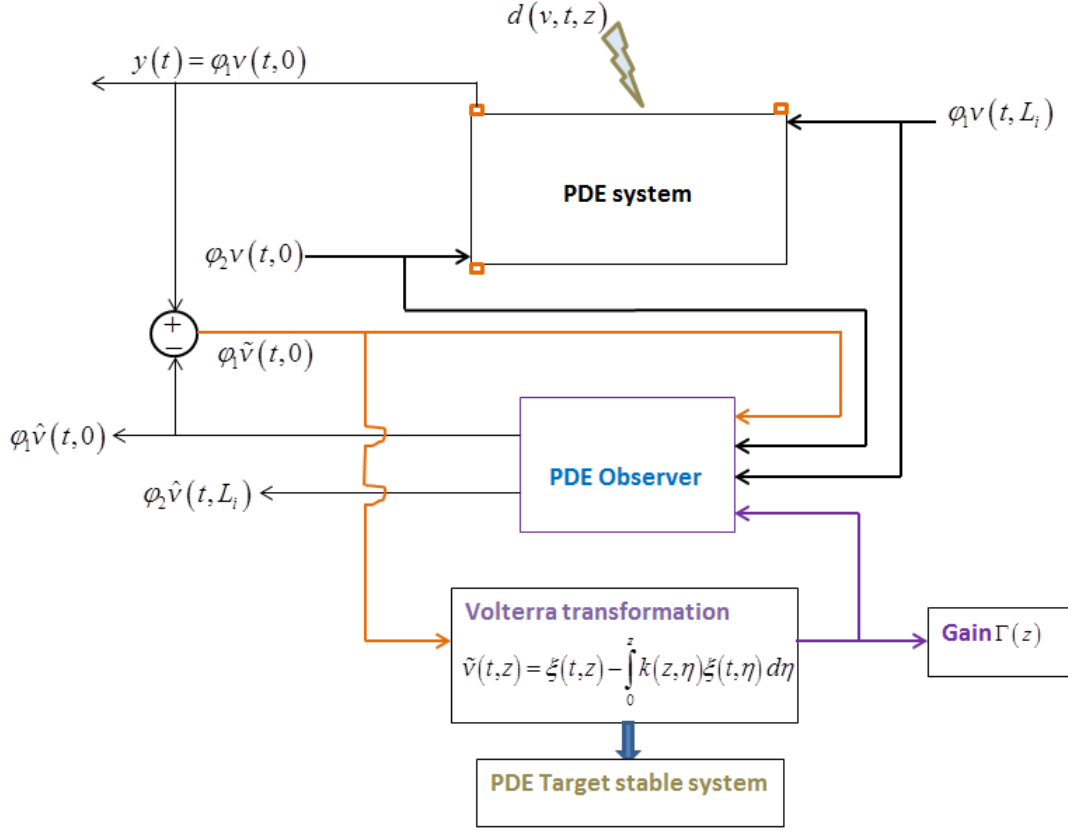 d(v,t,z)
y(t) = φ₁v(t,0)
φ₁v(t,Lᵢ)
PDE system
φ₂v(t,0)
+
−
φ₁ṽ(t,0)
φ₁v̂(t,0)
PDE Observer
φ₂v̂(t,Lᵢ)
Volterra transformation
ṽ(t,z) = ξ(t,z) − ∫₀ᶻ k(z,η)ξ(t,η) dη
Gain Γ(z)
PDE Target stable system